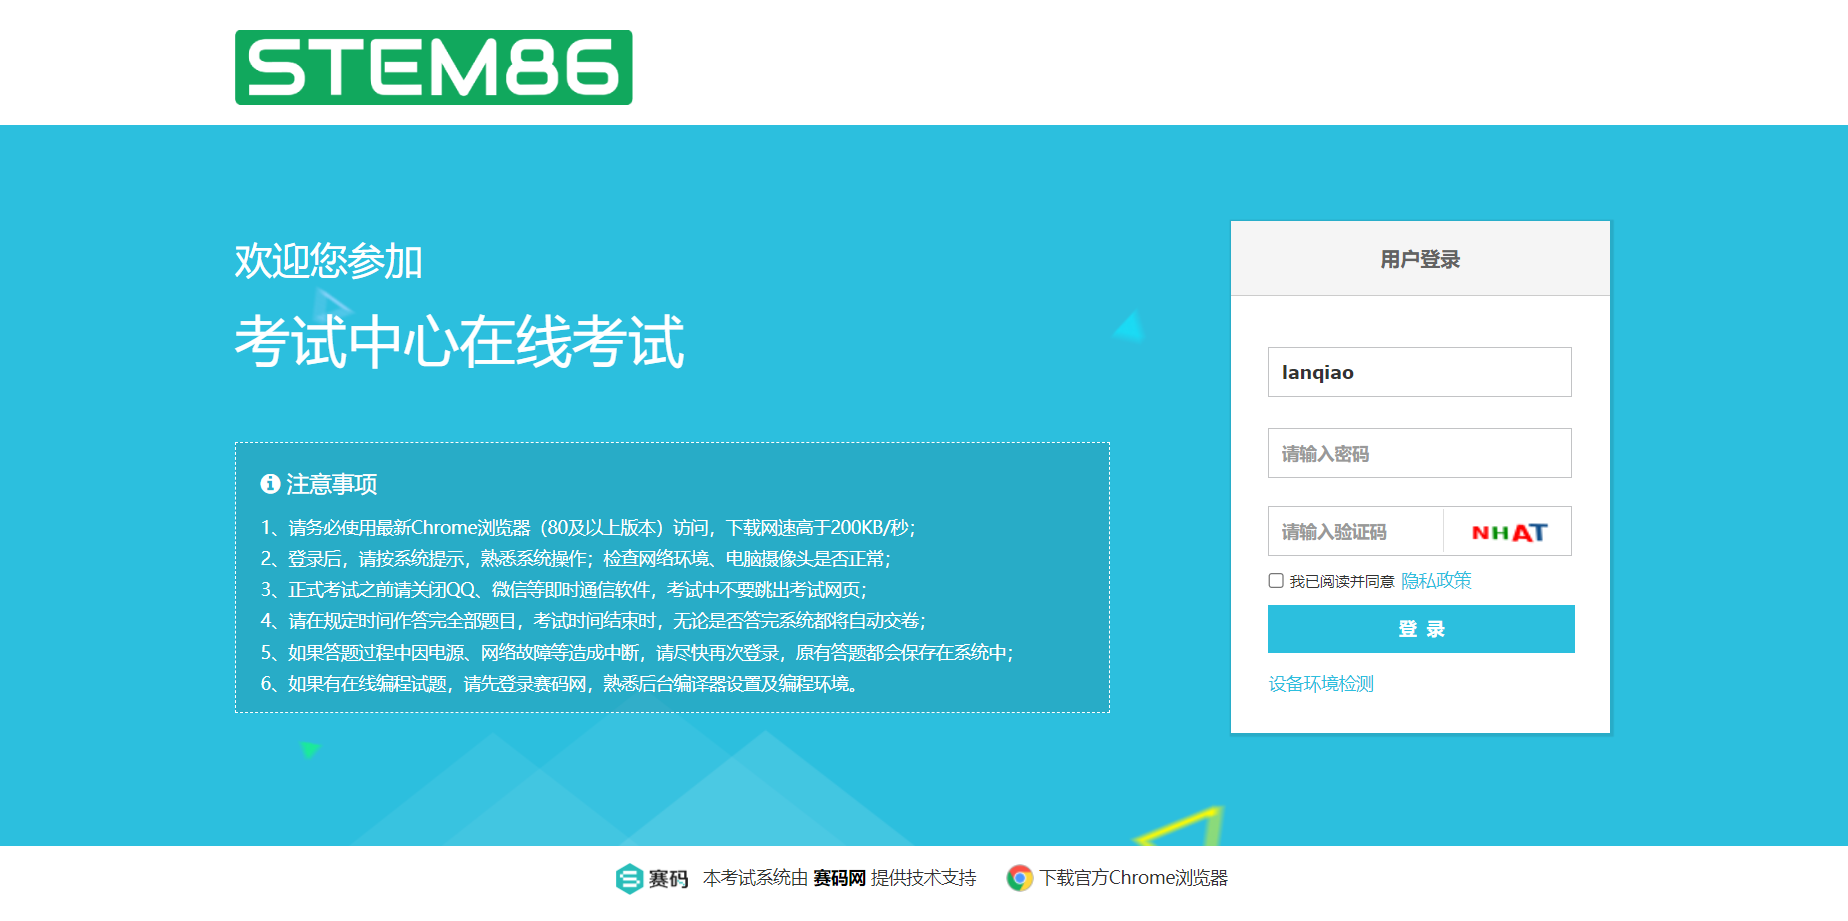 STEM86
欢迎您参加
考试中心在线考试
注意事项
1、请务必使用最新Chrome浏览器（80及以上版本）访问，下载网速高于200KB/秒；
2、登录后，请按系统提示，熟悉系统操作；检查网络环境、电脑摄像头是否正常；
3、正式考试之前请关闭QQ、微信等即时通信软件，考试中不要跳出考试网页；
4、请在规定时间作答完全部题目，考试时间结束时，无论是否答完系统都将自动交卷；
5、如果答题过程中因电源、网络故障等造成中断，请尽快再次登录，原有答题都会保存在系统中；
6、如果有在线编程试题，请先登录赛码网，熟悉后台编译器设置及编程环境。
用户登录
lanqiao
请输入密码
请输入验证码 NHAT
我已阅读并同意 隐私政策
登 录
设备环境检测
赛码 本考试系统由 赛码网 提供技术支持 下载官方Chrome浏览器